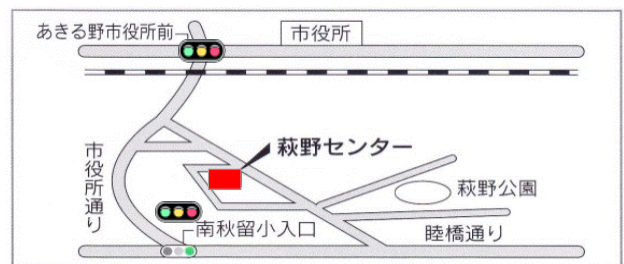 あきる野市役所前
市役所
萩野センター
市役所通り
萩野公園
南秋留小入口
睦橋通り